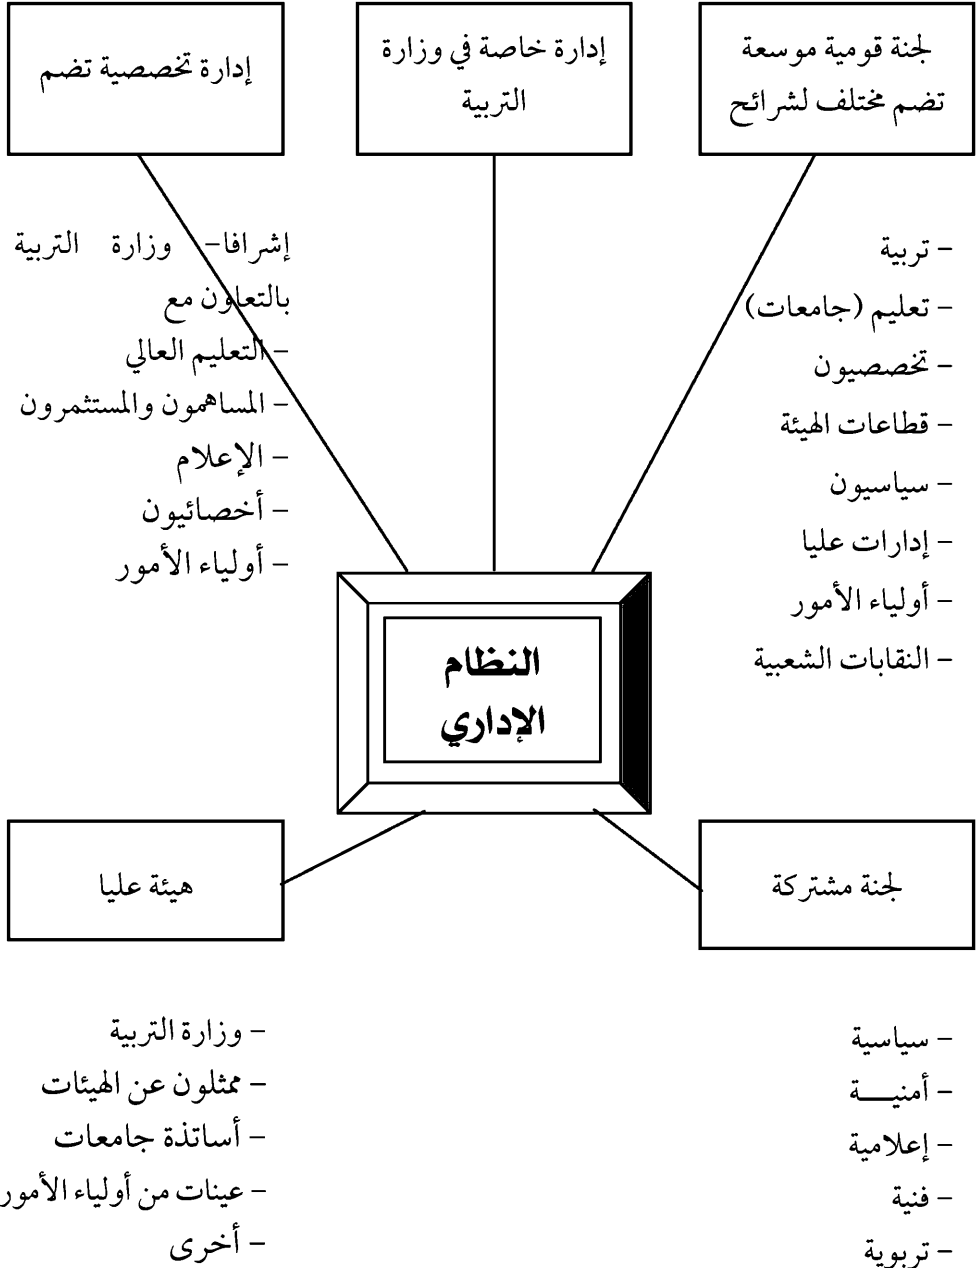 لجنة قومية موسعة
تضم مختلف لشرائح
إدارة خاصة في وزارة
التربية
إدارة تخصصية تضم
– تربية
– تعليم (جامعات)
– تخصصيون
– قطاعات الهيئة
– سياسيون
– إدارات عليا
– أولياء الأمور
– النقابات الشعبية
إشرافا– وزارة التربية
بالتعاون مع
– التعليم العالي
– المساهمون والمستثمرون
– الإعلام
– أخصائيون
– أولياء الأمور
النظام
الإداري
لجنة مشتركة
هيئة عليا
– سياسية
– أمنيـــة
– إعلامية
– فنية
– تربوية
– وزارة التربية
– ممثلون عن الهيئات
– أساتذة جامعات
– عينات من أولياء الأمور
– أخرى